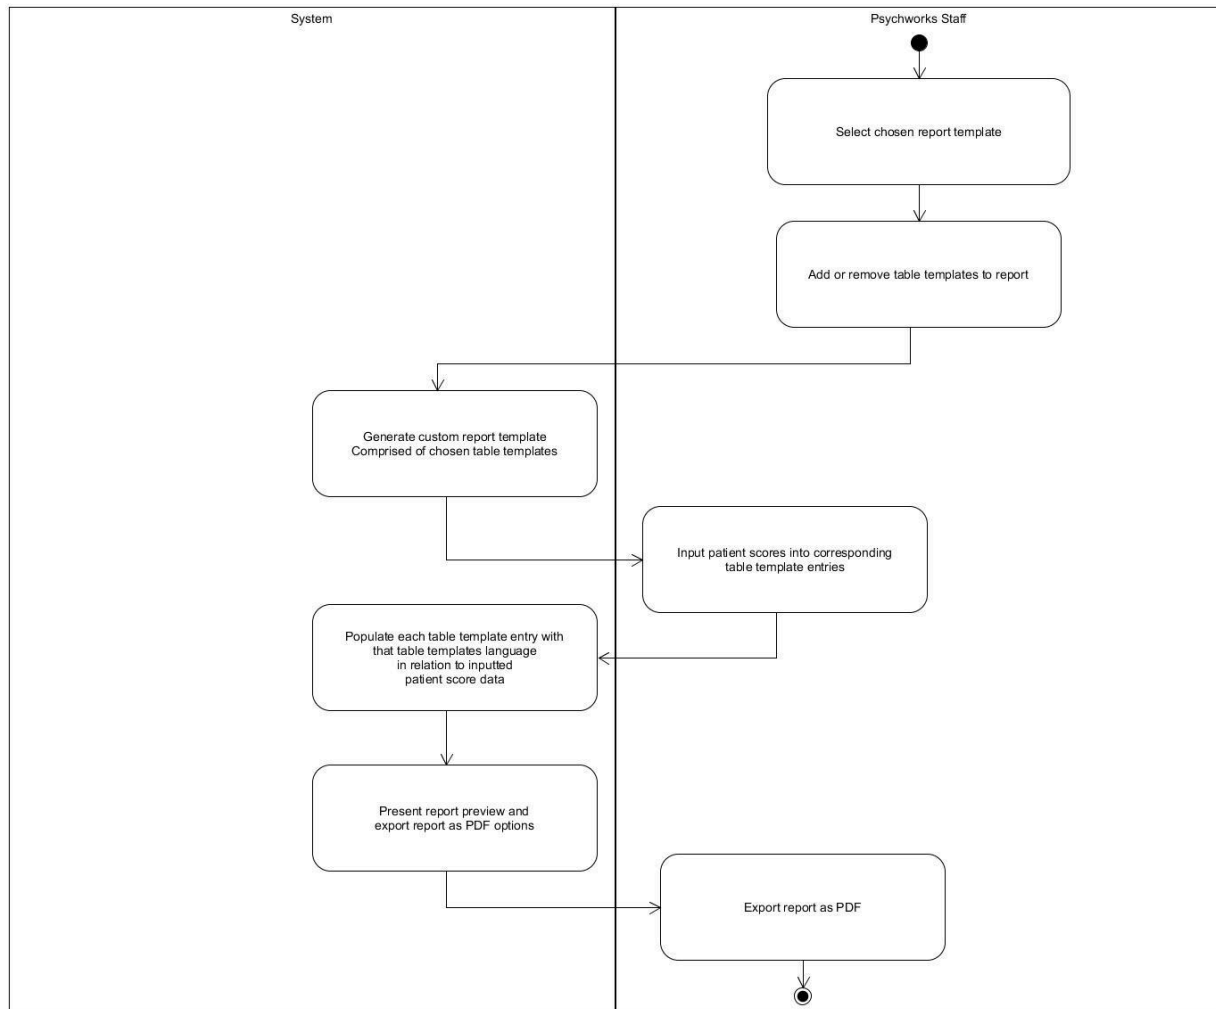 System
Psychworks Staff
Select chosen report template
Add or remove table templates to report
Generate custom report template
Comprised of chosen table templates
Input patient scores into corresponding
table template entries
Populate each table template entry with
that table templates language
in relation to inputted
patient score data
Present report preview and
export report as PDF options
Export report as PDF